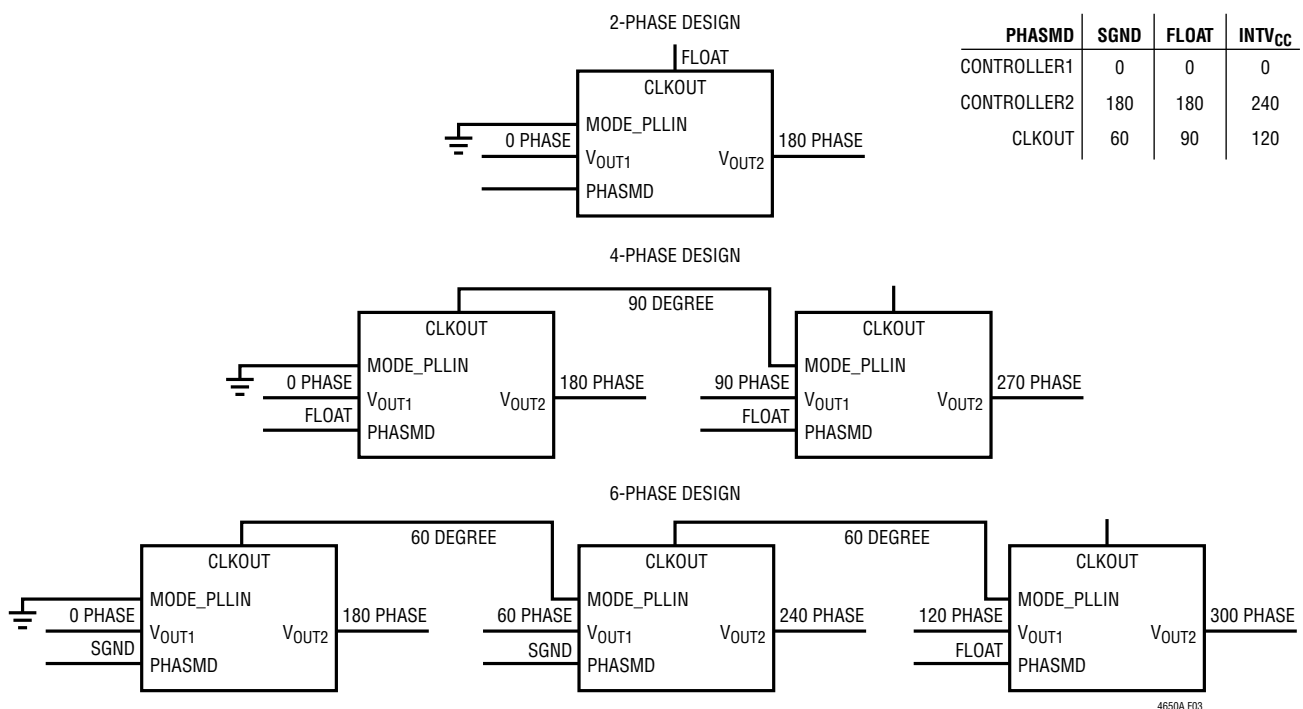 2-PHASE DESIGN
FLOAT
CLKOUT
MODE_PLLIN
0 PHASE
180 PHASE
VOUT1
VOUT2
PHASMD
PHASMD SGND FLOAT INTVCC
CONTROLLER1 0 0 0
CONTROLLER2 180 180 240
CLKOUT 60 90 120
4-PHASE DESIGN
90 DEGREE
CLKOUT
MODE_PLLIN
0 PHASE
180 PHASE
VOUT1
VOUT2
FLOAT
PHASMD
CLKOUT
MODE_PLLIN
90 PHASE
270 PHASE
VOUT1
VOUT2
FLOAT
PHASMD
6-PHASE DESIGN
60 DEGREE
60 DEGREE
CLKOUT
MODE_PLLIN
0 PHASE
180 PHASE
VOUT1
VOUT2
SGND
PHASMD
CLKOUT
MODE_PLLIN
60 PHASE
240 PHASE
VOUT1
VOUT2
SGND
PHASMD
CLKOUT
MODE_PLLIN
120 PHASE
300 PHASE
VOUT1
VOUT2
FLOAT
PHASMD
4650A F03